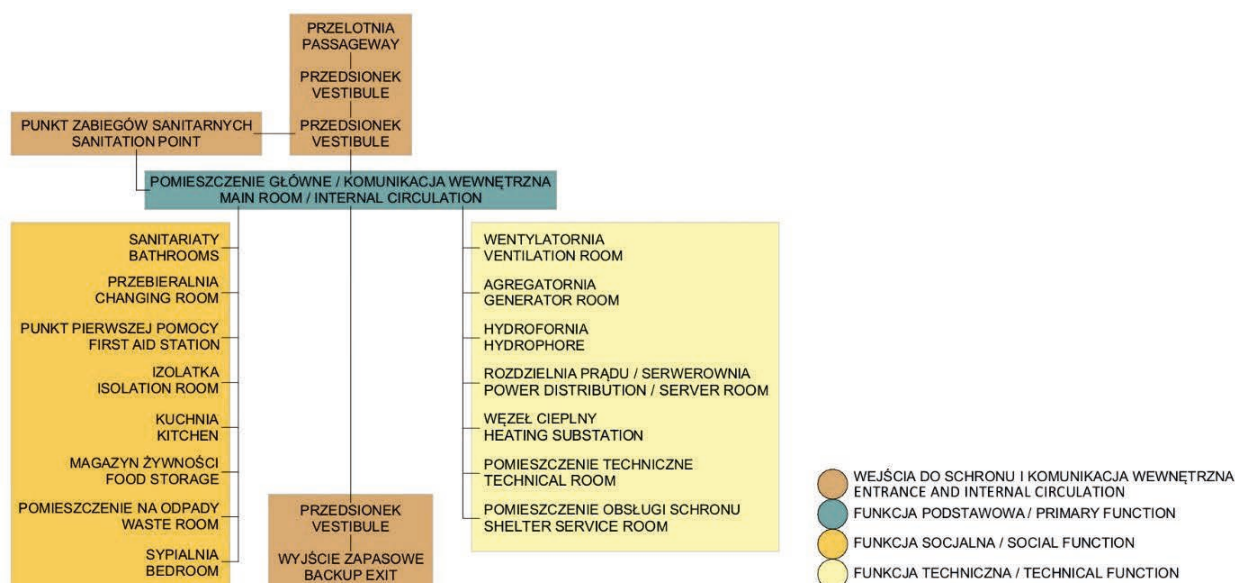 PRZELOTNIA
PASSAGEWAY
PRZEDSIONEK
VESTIBULE
PUNKT ZABIEGÓW SANITARNYCH
SANITATION POINT
PRZEDSIONEK
VESTIBULE
POMIESZCZENIE GŁÓWNE / KOMUNIKACJA WEWNĘTRZNA
MAIN ROOM / INTERNAL CIRCULATION
SANITARIATY
BATHROOMS
PRZEBIERALNIA
CHANGING ROOM
PUNKT PIERWSZEJ POMOCY
FIRST AID STATION
IZOLATKA
ISOLATION ROOM
KUCHNIA
KITCHEN
MAGAZYN ŻYWNOŚCI
FOOD STORAGE
POMIESZCZENIE NA ODPADY
WASTE ROOM
SYPIALNIA
BEDROOM
PRZEDSIONEK
VESTIBULE
WYJŚCIE ZAPASOWE
BACKUP EXIT
WENTYLATORNIA
VENTILATION ROOM
AGREGATORNIA
GENERATOR ROOM
HYDROFORNIA
HYDROPHORE
ROZDZIELNIA PRĄDU / SERWEROWNIA
POWER DISTRIBUTION / SERVER ROOM
WĘZEŁ CIEPLNY
HEATING SUBSTATION
POMIESZCZENIE TECHNICZNE
TECHNICAL ROOM
POMIESZCZENIE OBSŁUGI SCHRONU
SHELTER SERVICE ROOM
WEJŚCIA DO SCHRONU I KOMUNIKACJA WEWNĘTRZNA
ENTRANCE AND INTERNAL CIRCULATION
FUNKCJA PODSTAWOWA / PRIMARY FUNCTION
FUNKCJA SOCJALNA / SOCIAL FUNCTION
FUNKCJA TECHNICZNA / TECHNICAL FUNCTION